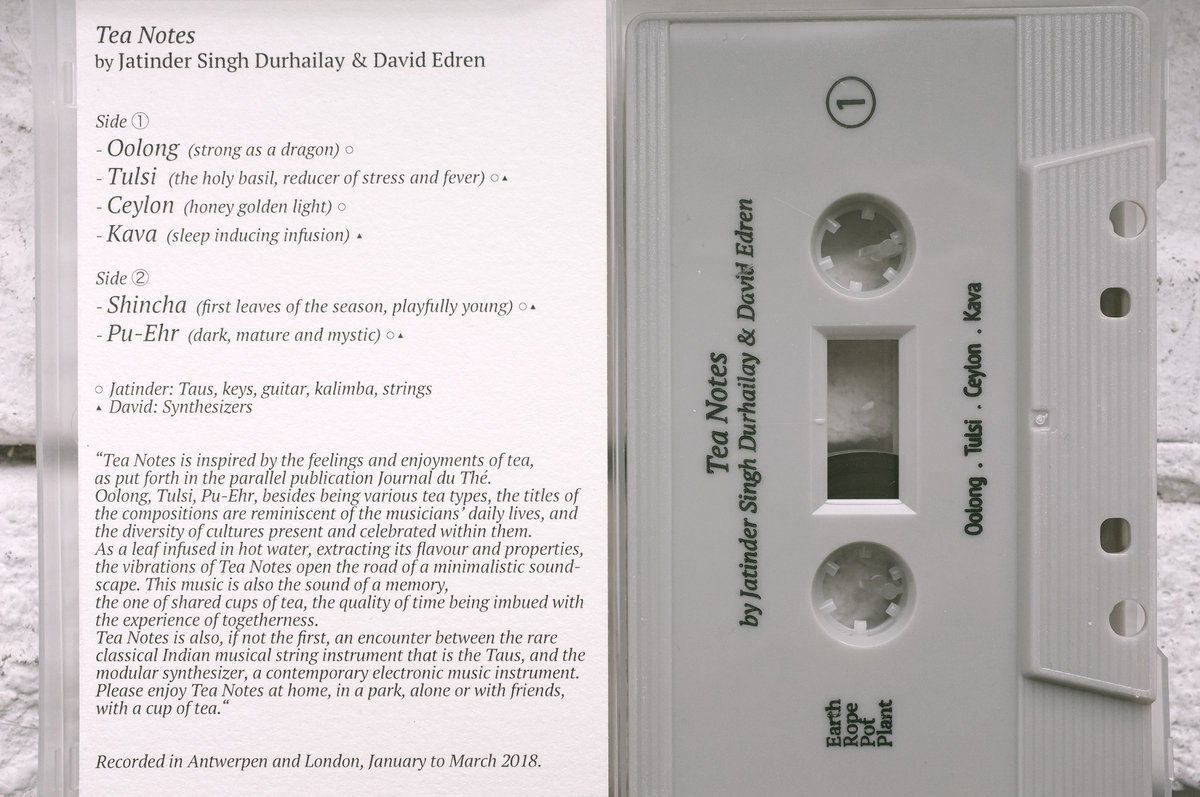 Tea Notes
by Jatinder Singh Durhailay & David Edren
Side ①
- Oolong (strong as a dragon) ○
- Tulsi (the holy basil, reducer of stress and fever) ○▲
- Ceylon (honey golden light) ○
- Kava (sleep inducing infusion) ▲
Side ②
- Shincha (first leaves of the season, playfully young) ○▲
- Pu-Ehr (dark, mature and mystic) ○▲
○ Jatinder: Taus, keys, guitar, kalimba, strings
▲ David: Synthesizers
“Tea Notes is inspired by the feelings and enjoyments of tea,
as put forth in the parallel publication Journal du Thé.
Oolong, Tulsi, Pu-Ehr, besides being various tea types, the titles of
the compositions are reniniscent of the musicians’ daily lives, and
the diversity of cultures present and celebrated within them.
As a leaf infused in hot water, extracting its flavour and properties,
the vibrations of Tea Notes open the road of a minimalistic sound-
scape. This music is also the sound of a memory,
the one of shared cups of tea, the quality of time being imbued with
the experience of togetherness.
Tea Notes is also, if not the first, an encounter between the rare
classical Indian musical string instrument that is the Taus, and the
modular synthesizer, a contemporary electronic music instrument.
Please enjoy Tea Notes at home, in a park, alone or with friends,
with a cup of tea.“
Recorded in Antwerpen and London, January to March 2018.
①
Tea Notes
by Jatinder Singh Durhailay & David Edren
Oolong . Tulsi . Ceylon . Kava
Earth
Rope
Pot
Plant